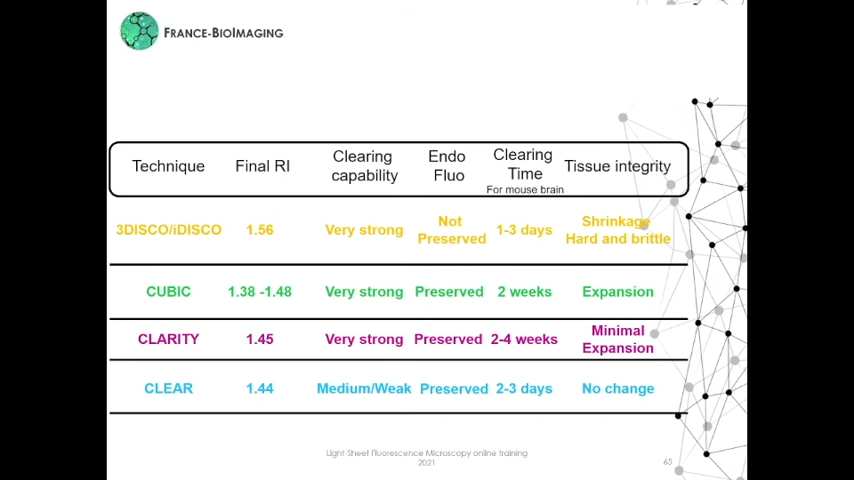 FRANCE-BIOIMAGING
Technique Final RI Clearing capability Endo Fluo Clearing Time For mouse brain Tissue integrity
3DISCO/iDISCO 1.56 Very strong Not Preserved 1-3 days Shrinkage Hard and brittle
CUBIC 1.38 -1.48 Very strong Preserved 2 weeks Expansion
CLARITY 1.45 Very strong Preserved 2-4 weeks Minimal Expansion
CLEAR 1.44 Medium/Weak Preserved 2-3 days No change
Light-Sheet Fluorescence Microscopy online training
2021
65